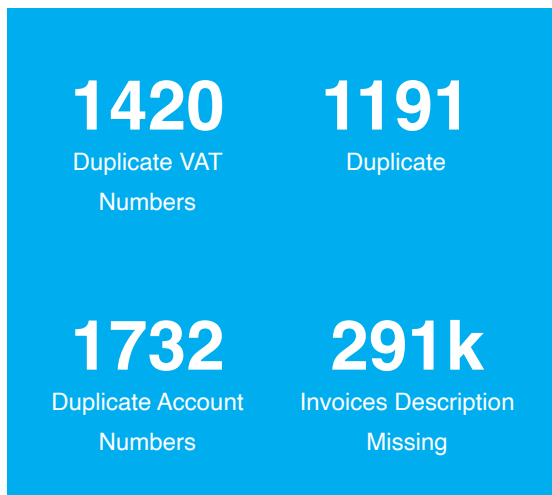 1420
Duplicate VAT
Numbers
1191
Duplicate
1732
Duplicate Account
Numbers
291k
Invoices Description
Missing